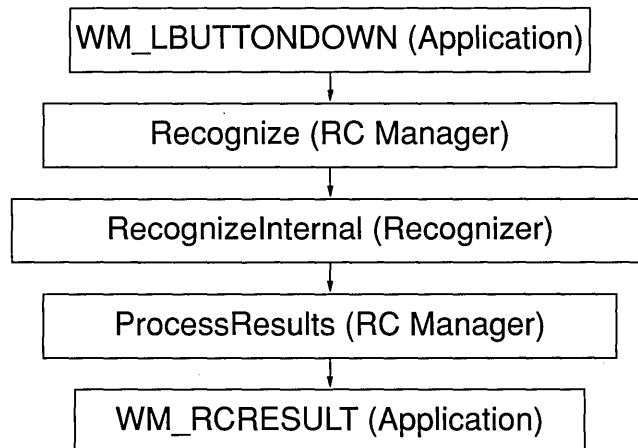 WM_LBUTTONDOWN (Application)
Recognize (RC Manager)
RecognizeInternal (Recognizer)
ProcessResults (RC Manager)
WM_RCRESULT (Application)